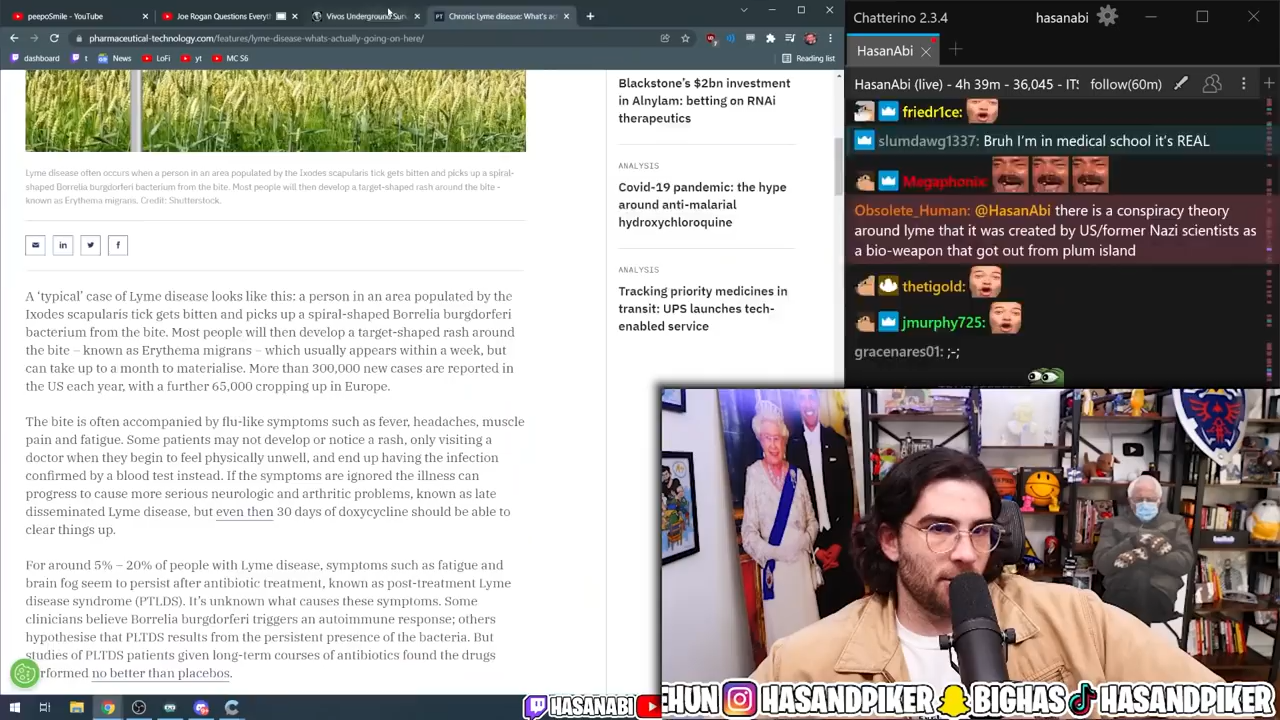 peepoSmile - YouTube
Joe Rogan Questions Everyt
Vivos Underground Surv
Chronic Lyme disease: What's ac
pharmaceutical-technology.com/features/lyme-disease-whats-actually-going-on-here/
dashboard
t
News
LoFi
yt
MC S6
Reading list
Lyme disease often occurs when a person in an area populated by the Ixodes scapularis tick gets bitten and picks up a spiral-
shaped Borrelia burgdorferi bacterium from the bite. Most people will then develop a target-shaped rash around the bite -
known as Erythema migrans. Credit: Shutterstock.
A ‘typical’ case of Lyme disease looks like this: a person in an area populated by the
Ixodes scapularis tick gets bitten and picks up a spiral-shaped Borrelia burgdorferi
bacterium from the bite. Most people will then develop a target-shaped rash around
the bite – known as Erythema migrans – which usually appears within a week, but
can take up to a month to materialise. More than 300,000 new cases are reported in
the US each year, with a further 65,000 cropping up in Europe.
The bite is often accompanied by flu-like symptoms such as fever, headaches, muscle
pain and fatigue. Some patients may not develop or notice a rash, only visiting a
doctor when they begin to feel physically unwell, and end up having the infection
confirmed by a blood test instead. If the symptoms are ignored the illness can
progress to cause more serious neurologic and arthritic problems, known as late
disseminated Lyme disease, but even then 30 days of doxycycline should be able to
clear things up.
For around 5% – 20% of people with Lyme disease, symptoms such as fatigue and
brain fog seem to persist after antibiotic treatment, known as post-treatment Lyme
disease syndrome (PTLDS). It’s unknown what causes these symptoms. Some
clinicians believe Borrelia burgdorferi triggers an autoimmune response; others
hypothesise that PLTDS results from the persistent presence of the bacteria. But
studies of PLTDS patients given long-term courses of antibiotics found the drugs
rformed no better than placebos.
Blackstone’s $2bn investment
in Alnylam: betting on RNAi
therapeutics
ANALYSIS
Covid-19 pandemic: the hype
around anti-malarial
hydroxychloroquine
ANALYSIS
Tracking priority medicines in
transit: UPS launches tech-
enabled service
Chatterino 2.3.4
hasanabi
HasanAbi
HasanAbi (live) - 4h 39m - 36,045 - IT'S
follow(60m)
friedr1ce:
slumdawg1337: Bruh I’m in medical school it’s REAL
Megaphonix:
Obsolete_Human: @HasanAbi there is a conspiracy theory
around lyme that it was created by US/former Nazi scientists as
a bio-weapon that got out from plum island
thetigold:
jmurphy725:
gracenares01: ;-;
HASANABI
EHUN
HASANDPIKER
BIGHAS
HASANDPIKER